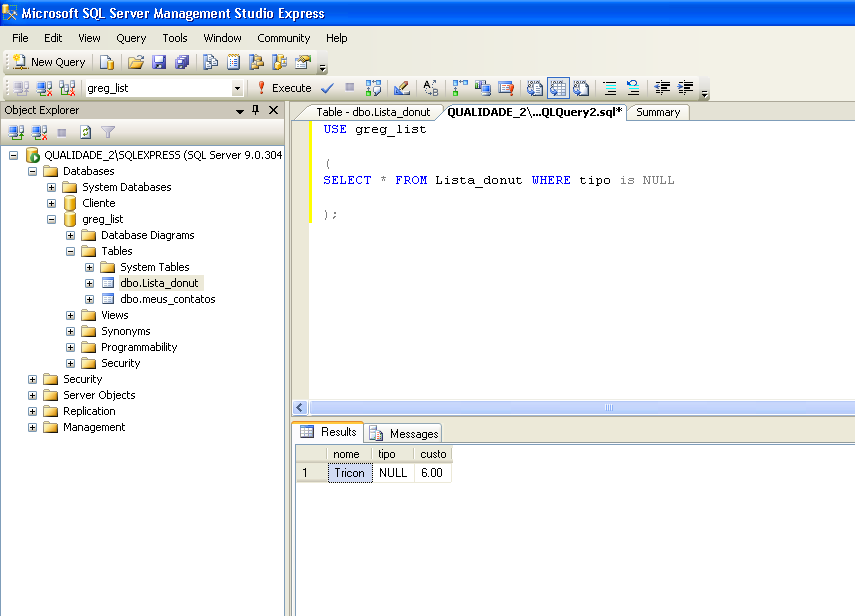 Microsoft SQL Server Management Studio Express
File Edit View Query Tools Window Community Help
New Query
greg_list Execute
Object Explorer
QUALIDADE_2\SQLEXPRESS (SQL Server 9.0.304
Databases
System Databases
Cliente
greg_list
Database Diagrams
Tables
System Tables
dbo.Lista_donut
dbo.meus_contatos
Views
Synonyms
Programmability
Security
Security
Server Objects
Replication
Management
Table - dbo.Lista_donut QUALIDADE_2\...QLQuery2.sql* Summary
USE greg_list
(
SELECT * FROM Lista_donut WHERE tipo is NULL
);
Results Messages
nome tipo custo
1 Tricon NULL 6.00